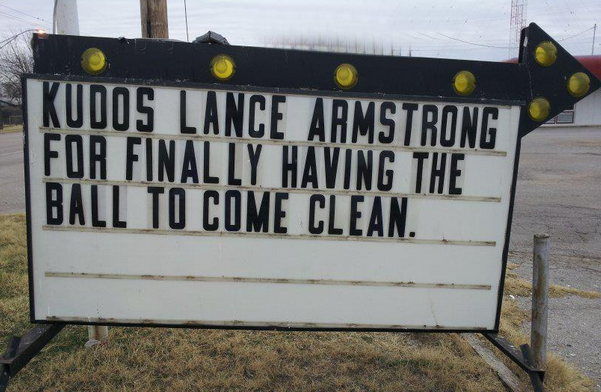 KUDOS LANCE ARMSTRONG
FOR FINALLY HAVING THE
BALL TO COME CLEAN.